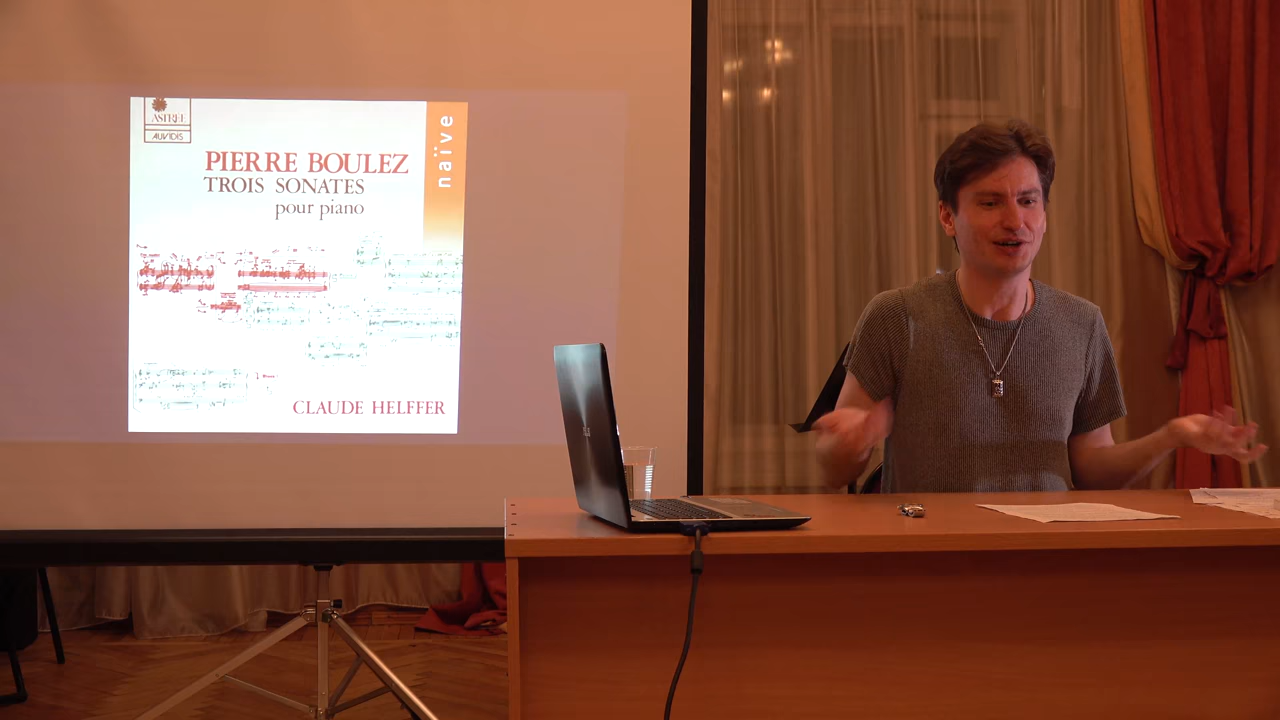 ASTRÉE
AUVIDIS
naïve
PIERRE BOULEZ
TROIS SONATES
pour piano
CLAUDE HELFFER